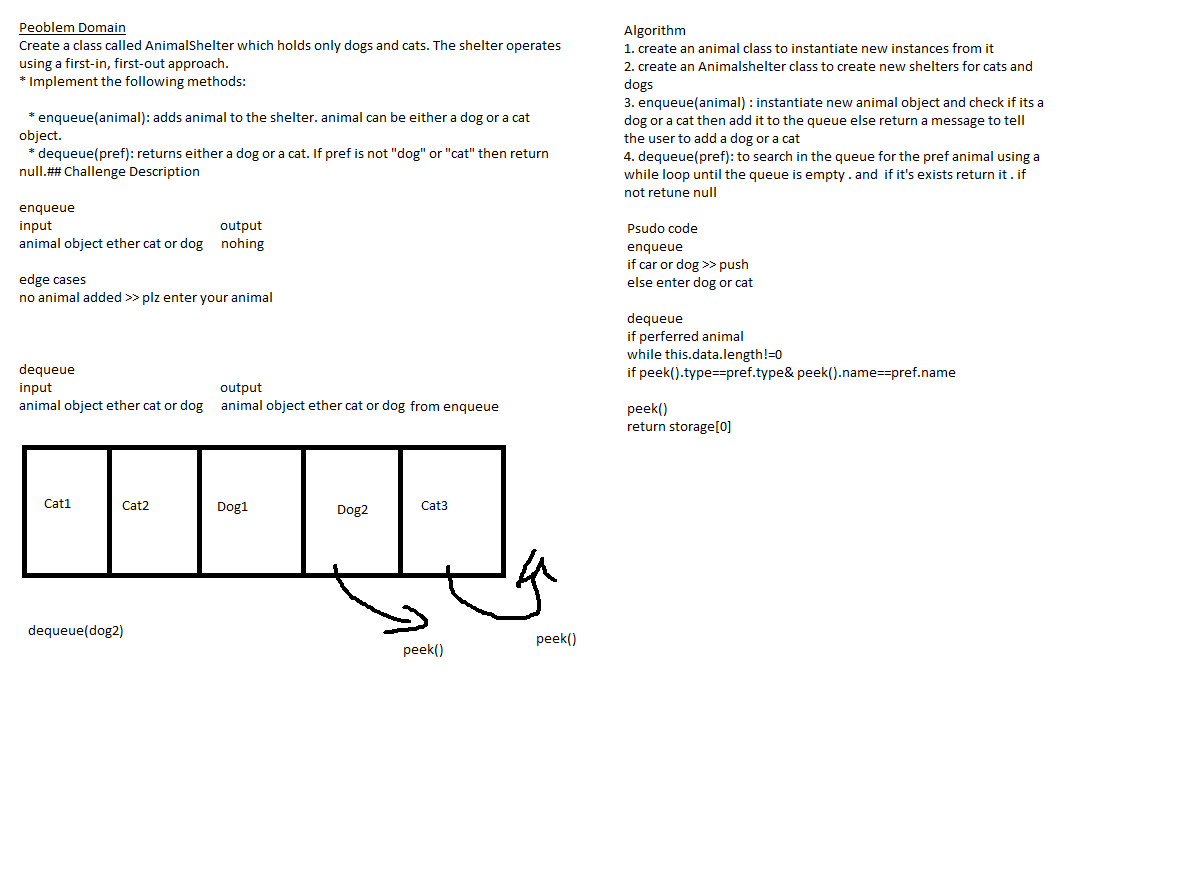 Peoblem Domain
Create a class called AnimalShelter which holds only dogs and cats. The shelter operates
using a first-in, first-out approach.
* Implement the following methods:
* enqueue(animal): adds animal to the shelter. animal can be either a dog or a cat
object.
* dequeue(pref): returns either a dog or a cat. If pref is not "dog" or "cat" then return
null.## Challenge Description
enqueue
input output
animal object ether cat or dog nohing
edge cases
no animal added >> plz enter your animal
dequeue
input output
animal object ether cat or dog animal object ether cat or dog from enqueue
Cat1 Cat2 Dog1 Dog2 Cat3
dequeue(dog2)
peek()
peek()
Algorithm
1. create an animal class to instantiate new instances from it
2. create an Animalshelter class to create new shelters for cats and
dogs
3. enqueue(animal) : instantiate new animal object and check if its a
dog or a cat then add it to the queue else return a message to tell
the user to add a dog or a cat
4. dequeue(pref): to search in the queue for the pref animal using a
while loop until the queue is empty . and if it's exists return it . if
not retune null
Psudo code
enqueue
if car or dog >> push
else enter dog or cat
dequeue
if perferred animal
while this.data.length!=0
if peek().type==pref.type& peek().name==pref.name
peek()
return storage[0]